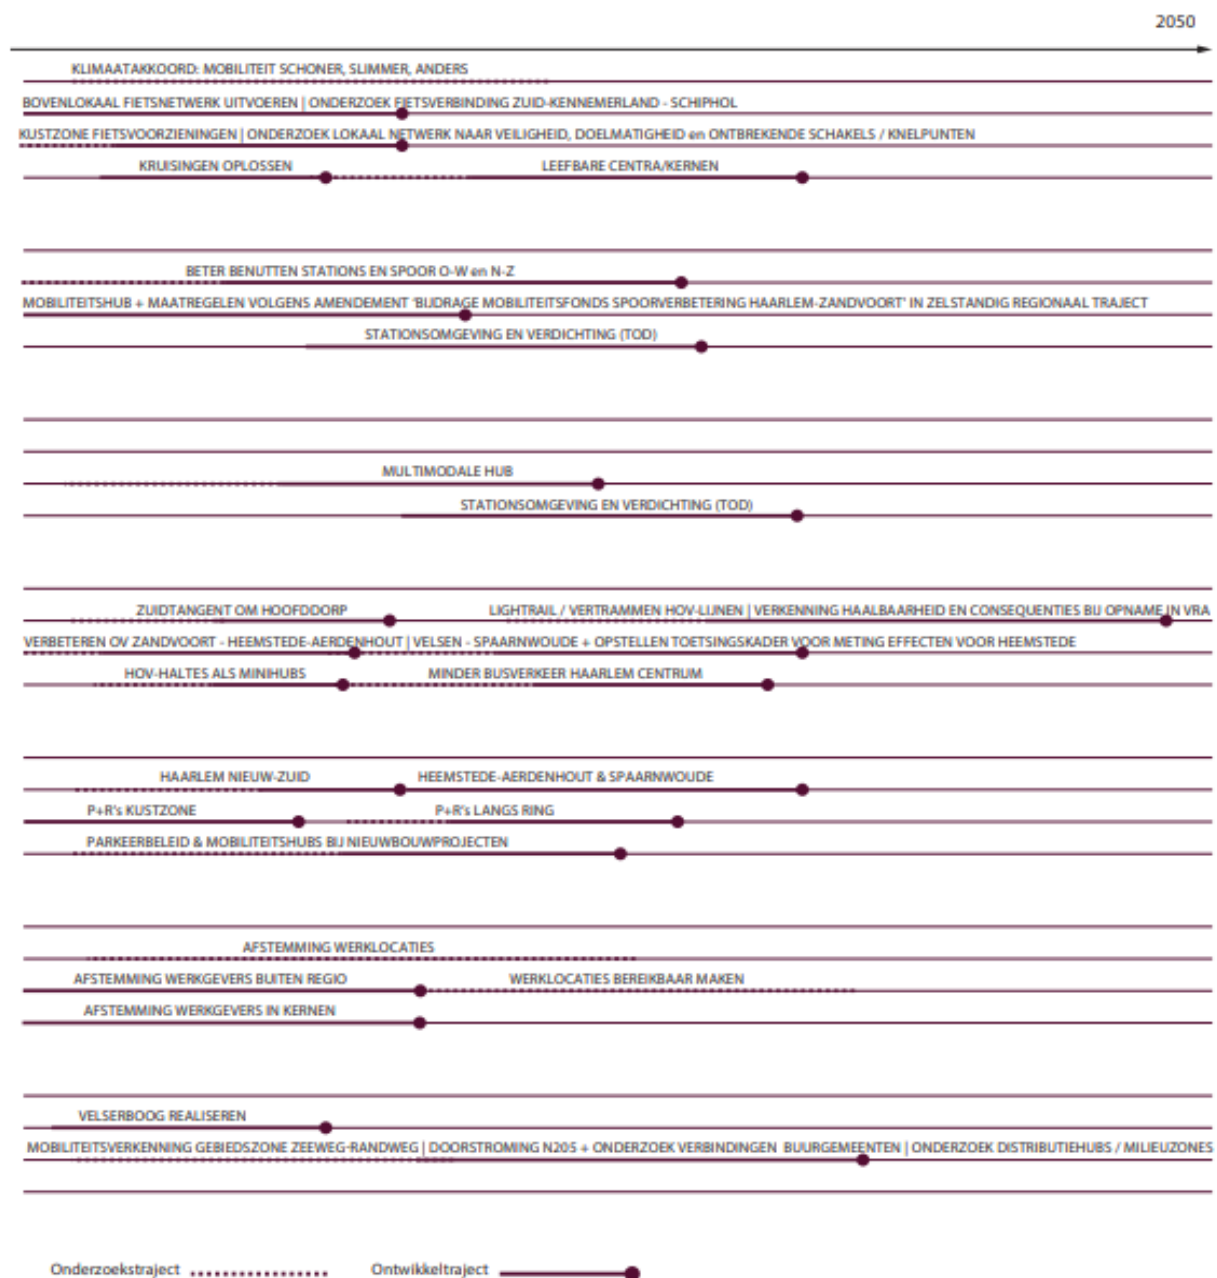 2050
KLIMAATAKKOORD: MOBILITEIT SCHONER, SLIMMER, ANDERS
BOVENLOKAAL FIETSNETWERK UITVOEREN | ONDERZOEK FIETSVERBINDING ZUID-KENNEMERLAND - SCHIPHOL
KUSTZONE FIETSVOORZIENINGEN | ONDERZOEK LOKAAL NETWERK NAAR VEILIGHEID, DOELMATIGHEID en ONTBREKENDE SCHAKELS / KNELPUNTEN
KRUISINGEN OPLOSSEN LEEFBARE CENTRA/KERNEN
BETER BENUTTEN STATIONS EN SPOOR O-W en N-Z
MOBILITEITSHUB + MAATREGELEN VOLGENS AMENDEMENT 'BIJDRAGE MOBILITEITSFONDS SPOORVERBETERING HAARLEM-ZANDVOORT' IN ZELSTANDIG REGIONAAL TRAJECT
STATIONSOMGEVING EN VERDICHTING (TOD)
MULTIMODALE HUB
STATIONSOMGEVING EN VERDICHTING (TOD)
ZUIDTANGENT OM HOOFDDORP LIGHTRAIL / VERTRAMMEN HOV-LIJNEN | VERKENNING HAALBAARHEID EN CONSEQUENTIES BIJ OPNAME IN VRA
VERBETEREN OV ZANDVOORT - HEEMSTEDE-AERDENHOUT | VELSEN - SPAARNWOUDE + OPSTELLEN TOETSINGSKADER VOOR METING EFFECTEN VOOR HEEMSTEDE
HOV-HALTES ALS MINIHUBS MINDER BUSVERKEER HAARLEM CENTRUM
HAARLEM NIEUW-ZUID HEEMSTEDE-AERDENHOUT & SPAARNWOUDE
P+R's KUSTZONE P+R's LANGS RING
PARKEERBELEID & MOBILITEITSHUBS BIJ NIEUWBOUWPROJECTEN
AFSTEMMING WERKLOCATIES
AFSTEMMING WERKGEVERS BUITEN REGIO WERKLOCATIES BEREIKBAAR MAKEN
AFSTEMMING WERKGEVERS IN KERNEN
VELSERBOOG REALISEREN
MOBILITEITSVERKENNING GEBIEDSZONE ZEEWEG-RANDWEG | DOORSTROMING N205 + ONDERZOEK VERBINDINGEN BUURGEMEENTEN | ONDERZOEK DISTRIBUTIEHUBS / MILIEUZONES
Onderzoekstraject Ontwikkeltraject